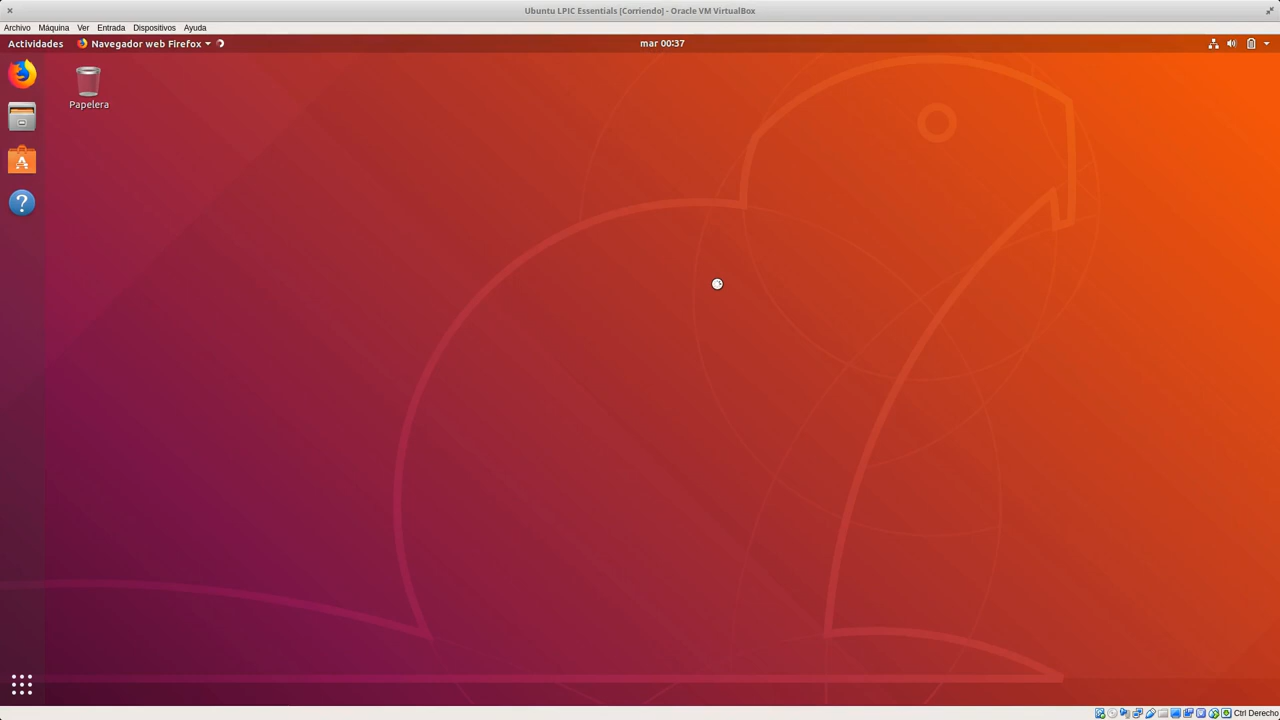 Ubuntu LPIC Essentials [Corriendo] - Oracle VM VirtualBox
Archivo Máquina Ver Entrada Dispositivos Ayuda
Actividades Navegador web Firefox mar 00:37
Papelera
Ctrl Derecho